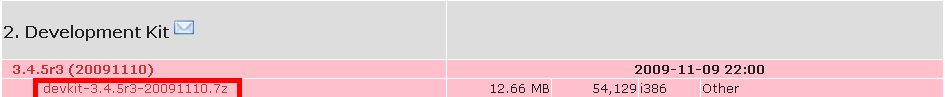 2. Development Kit
3.4.5r3 (20091110) 2009-11-09 22:00
devkit-3.4.5r3-20091110.7z 12.66 MB 54,129 i386 Other